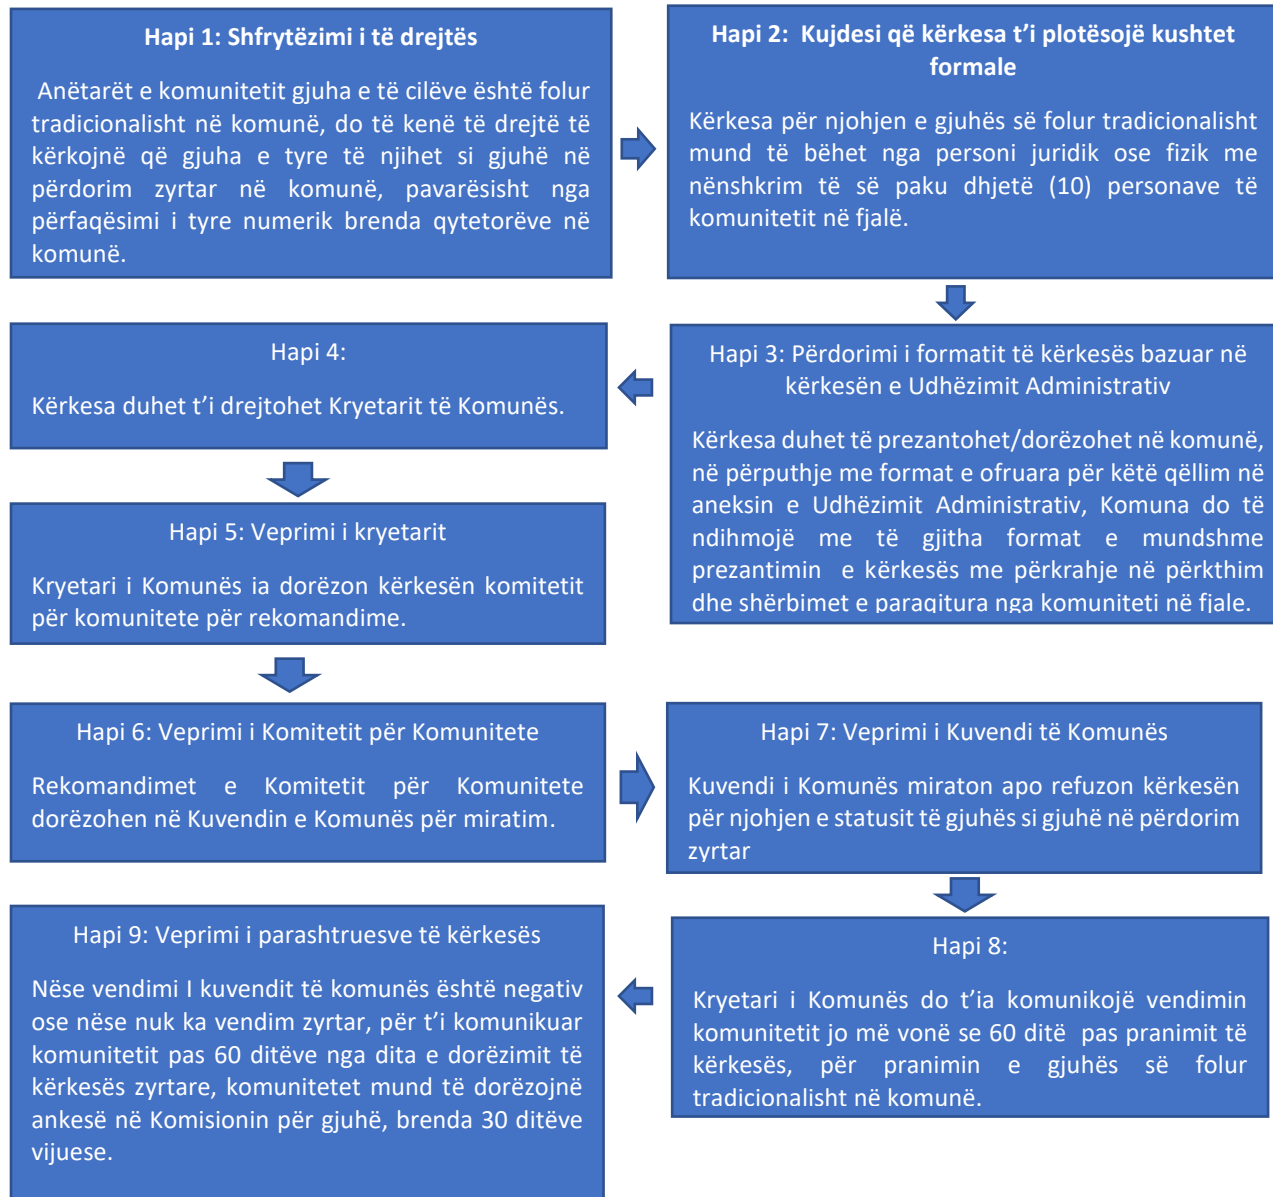 Hapi 1: Shfrytëzimi i të drejtës
Anëtarët e komunitetit gjuha e të cilëve është folur
tradicionalisht në komunë, do të kenë të drejtë të
kërkojnë që gjuha e tyre të njihet si gjuhë në
përdorim zyrtar në komunë, pavarësisht nga
përfaqësimi i tyre numerik brenda qytetorëve në
komunë.
Hapi 2: Kujdesi që kërkesa t’i plotësojë kushtet
formale
Kërkesa për njohjen e gjuhës së folur tradicionalisht
mund të bëhet nga personi juridik ose fizik me
nënshkrim të së paku dhjetë (10) personave të
komunitetit në fjalë.
Hapi 3: Përdorimi i formatit të kërkesës bazuar në
kërkesën e Udhëzimit Administrativ
Kërkesa duhet të prezantohet/dorëzohet në komunë,
në përputhje me format e ofruara për këtë qëllim në
aneksin e Udhëzimit Administrativ, Komuna do të
ndihmojë me të gjitha format e mundshme
prezantimin e kërkesës me përkrahje në përkthim
dhe shërbimet e paraqitura nga komuniteti në fjale.
Hapi 4:
Kërkesa duhet t’i drejtohet Kryetarit të Komunës.
Hapi 5: Veprimi i kryetarit
Kryetari i Komunës ia dorëzon kërkesën komitetit
për komunitete për rekomandime.
Hapi 6: Veprimi i Komitetit për Komunitete
Rekomandimet e Komitetit për Komunitete
dorëzohen në Kuvendin e Komunës për miratim.
Hapi 7: Veprimi i Kuvendi të Komunës
Kuvendi i Komunës miraton apo refuzon kërkesën
për njohjen e statusit të gjuhës si gjuhë në përdorim
zyrtar
Hapi 8:
Kryetari i Komunës do t’ia komunikojë vendimin
komunitetit jo më vonë se 60 ditë pas pranimit të
kërkesës, për pranimin e gjuhës së folur
tradicionalisht në komunë.
Hapi 9: Veprimi i parashtruesve të kërkesës
Nëse vendimi I kuvendit të komunës është negativ
ose nëse nuk ka vendim zyrtar, për t’i komunikuar
komunitetit pas 60 ditëve nga dita e dorëzimit të
kërkesës zyrtare, komunitetet mund të dorëzojnë
ankesë në Komisionin për gjuhë, brenda 30 ditëve
vijuese.